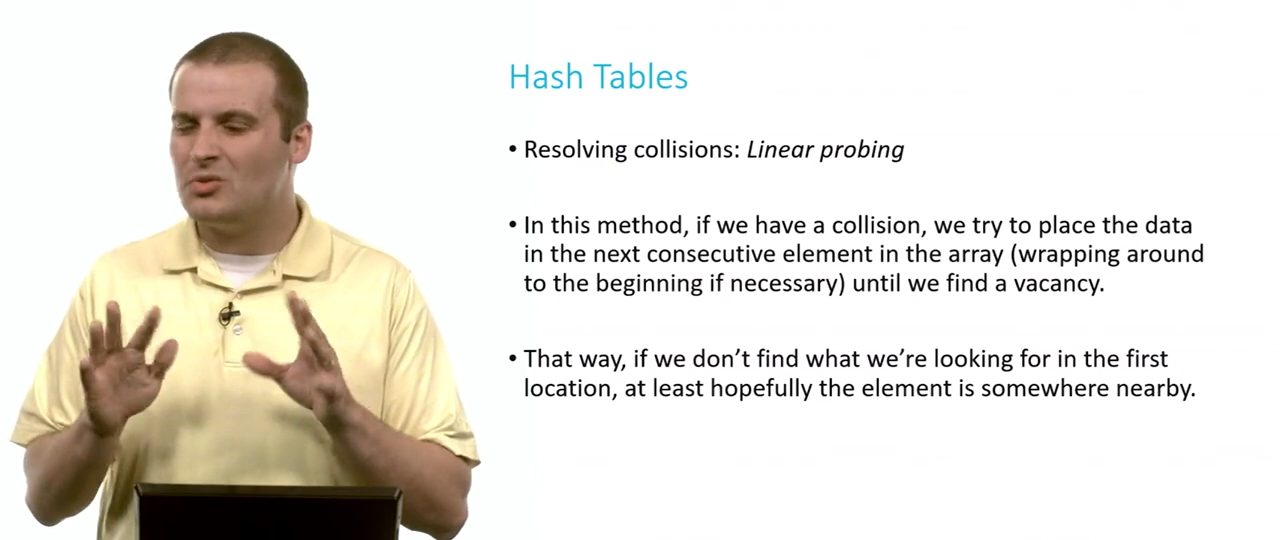 Hash Tables
• Resolving collisions: Linear probing
• In this method, if we have a collision, we try to place the data
in the next consecutive element in the array (wrapping around
to the beginning if necessary) until we find a vacancy.
• That way, if we don’t find what we’re looking for in the first
location, at least hopefully the element is somewhere nearby.